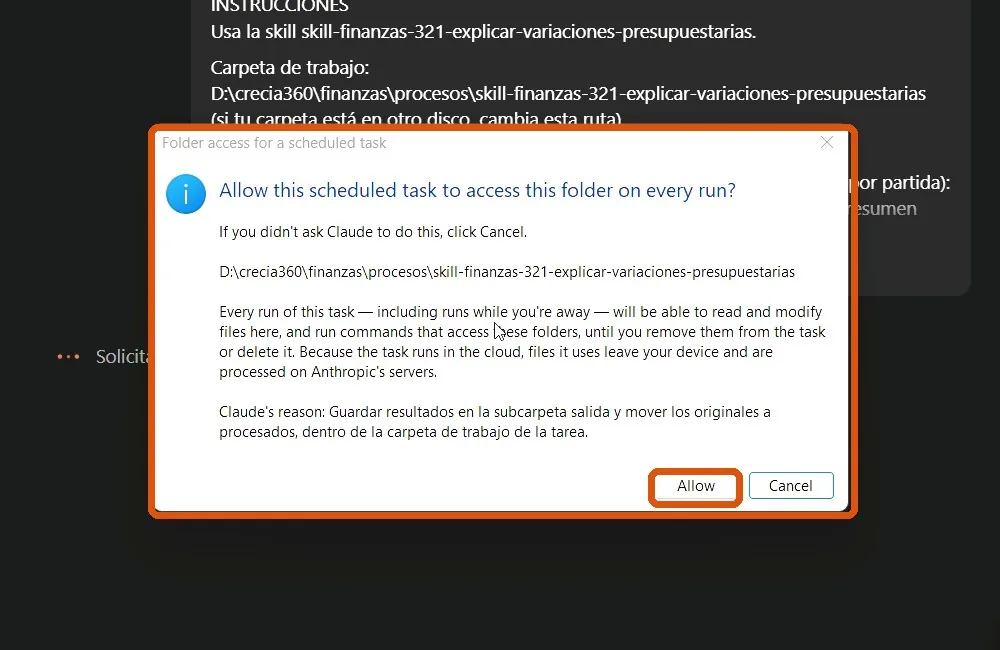 INSTRUCCIONES
Usa la skill skill-finanzas-321-explicar-variaciones-presupuestarias.
Carpeta de trabajo:
D:\crecia360\finanzas\procesos\skill-finanzas-321-explicar-variaciones-presupuestarias
(si tu carpeta está en otro disco, cambia esta ruta)
por partida):
resumen
Folder access for a scheduled task
Allow this scheduled task to access this folder on every run?
If you didn't ask Claude to do this, click Cancel.
D:\crecia360\finanzas\procesos\skill-finanzas-321-explicar-variaciones-presupuestarias
Every run of this task — including runs while you're away — will be able to read and modify
files here, and run commands that access these folders, until you remove them from the task
or delete it. Because the task runs in the cloud, files it uses leave your device and are
processed on Anthropic's servers.
Solicita
Claude's reason: Guardar resultados en la subcarpeta salida y mover los originales a
procesados, dentro de la carpeta de trabajo de la tarea.
Allow
Cancel